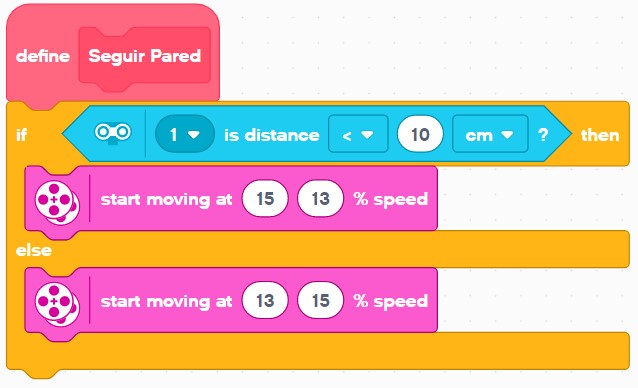 define Seguir Pared
if 1 is distance < 10 cm ? then
start moving at 15 13 % speed
else
start moving at 13 15 % speed